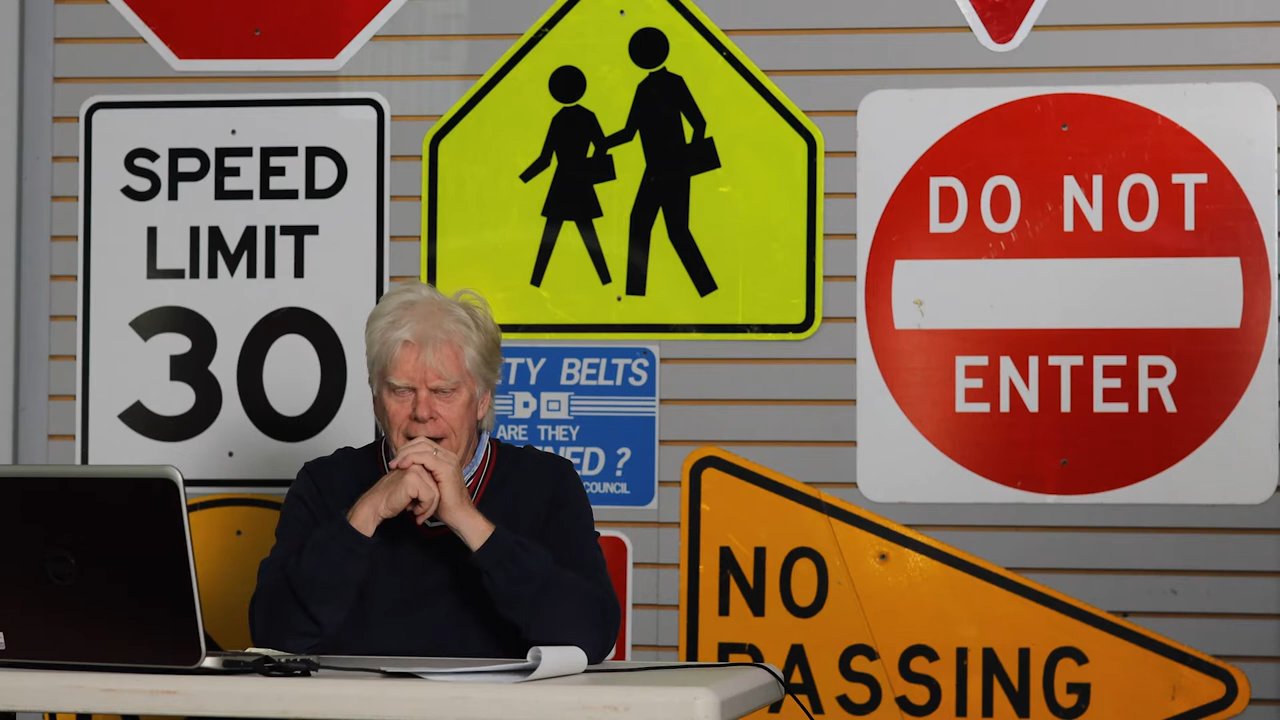 SPEED
LIMIT
30
DO NOT
ENTER
BELTS
ARE THEY
?
COUNCIL
NO
PASSING